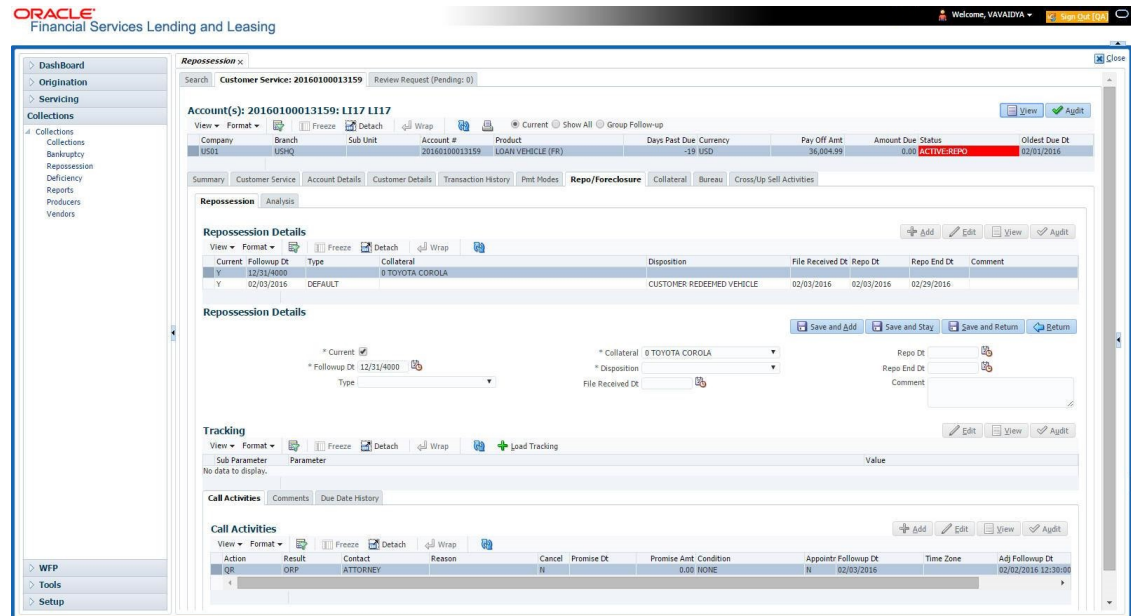 ORACLE
Financial Services Lending and Leasing
Welcome, VAVAIDYA
Sign Out [QA]
DashBoard
Origination
Servicing
Collections
Collections
Collections
Bankruptcy
Repossession
Deficiency
Reports
Producers
Vendors
WFP
Tools
Setup
Repossession x
Close
Search Customer Service: 20160100013159 Review Request (Pending: 0)
Account(s): 20160100013159: LI17 LI17
View Audit
View Format Freeze Detach Wrap Current Show All Group Follow-up
Company Branch Sub Unit Account # Product Days Past Due Currency Pay Off Amt Amount Due Status Oldest Due Dt
US01 USHQ 20160100013159 LOAN VEHICLE (FR) -19 USD 36,004.99 0.00 ACTIVE:REPO 02/01/2016
Summary Customer Service Account Details Customer Details Transaction History Pmt Modes Repo/Foreclosure Collateral Bureau Cross/Up Sell Activities
Repossession Analysis
Repossession Details
Add Edit View Audit
View Format Freeze Detach Wrap
Current Followup Dt Type Collateral Disposition File Received Dt Repo Dt Repo End Dt Comment
Y 12/31/4000 0 TOYOTA COROLA
Y 02/03/2016 DEFAULT CUSTOMER REDEEMED VEHICLE 02/03/2016 02/03/2016 02/29/2016
Repossession Details
Save and Add Save and Stay Save and Return Return
* Current * Collateral 0 TOYOTA COROLA Repo Dt
* Followup Dt 12/31/4000 * Disposition Repo End Dt
Type File Received Dt Comment
Tracking
Edit View Audit
View Format Freeze Detach Wrap Load Tracking
Sub Parameter Parameter Value
No data to display.
Call Activities Comments Due Date History
Call Activities
Add Edit View Audit
View Format Freeze Detach Wrap
Action Result Contact Reason Cancel Promise Dt Promise Amt Condition Appointr Followup Dt Time Zone Adj Followup Dt
QR ORP ATTORNEY N 0.00 NONE N 02/03/2016 02/02/2016 12:30:00